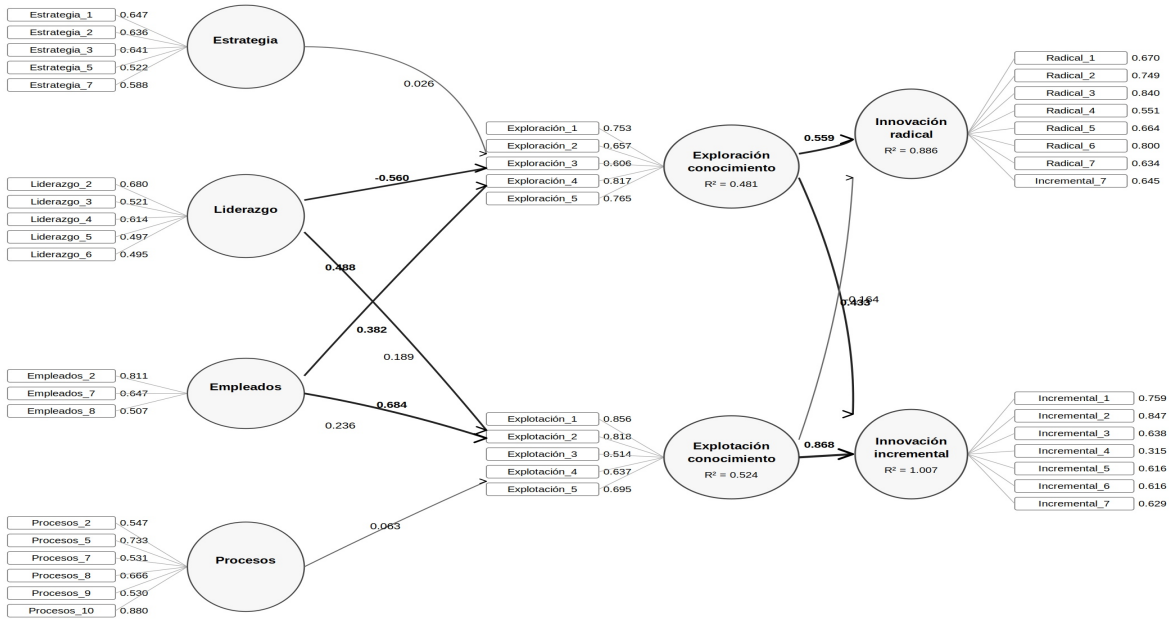 Estrategia_1 0.647
Estrategia_2 0.636
Estrategia_3 0.641
Estrategia_5 0.522
Estrategia_7 0.588
Estrategia
0.026
Liderazgo_2 0.680
Liderazgo_3 0.521
Liderazgo_4 0.614
Liderazgo_5 0.497
Liderazgo_6 0.495
Liderazgo
-0.560
0.488
0.382
0.189
Empleados_2 0.811
Empleados_7 0.647
Empleados_8 0.507
Empleados
0.684
0.236
Procesos_2 0.547
Procesos_5 0.733
Procesos_7 0.531
Procesos_8 0.666
Procesos_9 0.530
Procesos_10 0.880
Procesos
0.063
Exploración_1 0.753
Exploración_2 0.657
Exploración_3 0.606
Exploración_4 0.817
Exploración_5 0.765
Exploración
conocimiento
R² = 0.481
Explotación_1 0.856
Explotación_2 0.818
Explotación_3 0.514
Explotación_4 0.637
Explotación_5 0.695
Explotación
conocimiento
R² = 0.524
0.559
0.164
0.433
0.868
Innovación
radical
R² = 0.886
Radical_1 0.670
Radical_2 0.749
Radical_3 0.840
Radical_4 0.551
Radical_5 0.664
Radical_6 0.800
Radical_7 0.634
Incremental_7 0.645
Innovación
incremental
R² = 1.007
Incremental_1 0.759
Incremental_2 0.847
Incremental_3 0.638
Incremental_4 0.315
Incremental_5 0.616
Incremental_6 0.616
Incremental_7 0.629